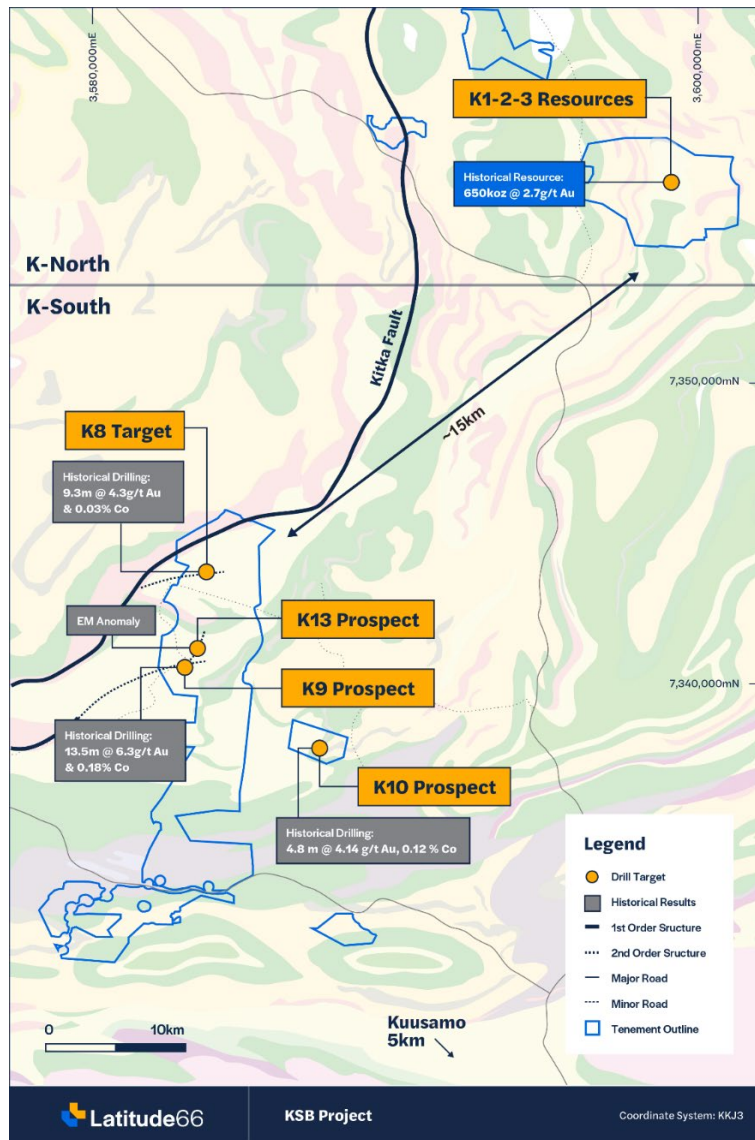 3,580,000mE
3,600,000mE
K1-2-3 Resources
Historical Resource:
650koz @ 2.7g/t Au
K-North
K-South
Kitka Fault
7,350,000mN
~15km
K8 Target
Historical Drilling:
9.3m @ 4.3g/t Au
& 0.03% Co
EM Anomaly
K13 Prospect
K9 Prospect
7,340,000mN
Historical Drilling:
13.5m @ 6.3g/t Au
& 0.18% Co
K10 Prospect
Historical Drilling:
4.8 m @ 4.14 g/t Au, 0.12 % Co
Legend
Drill Target
Historical Results
1st Order Sructure
2nd Order Sructure
Major Road
Minor Road
Tenement Outline
0 10km
Kuusamo
5km
Latitude66
KSB Project
Coordinate System: KKJ3